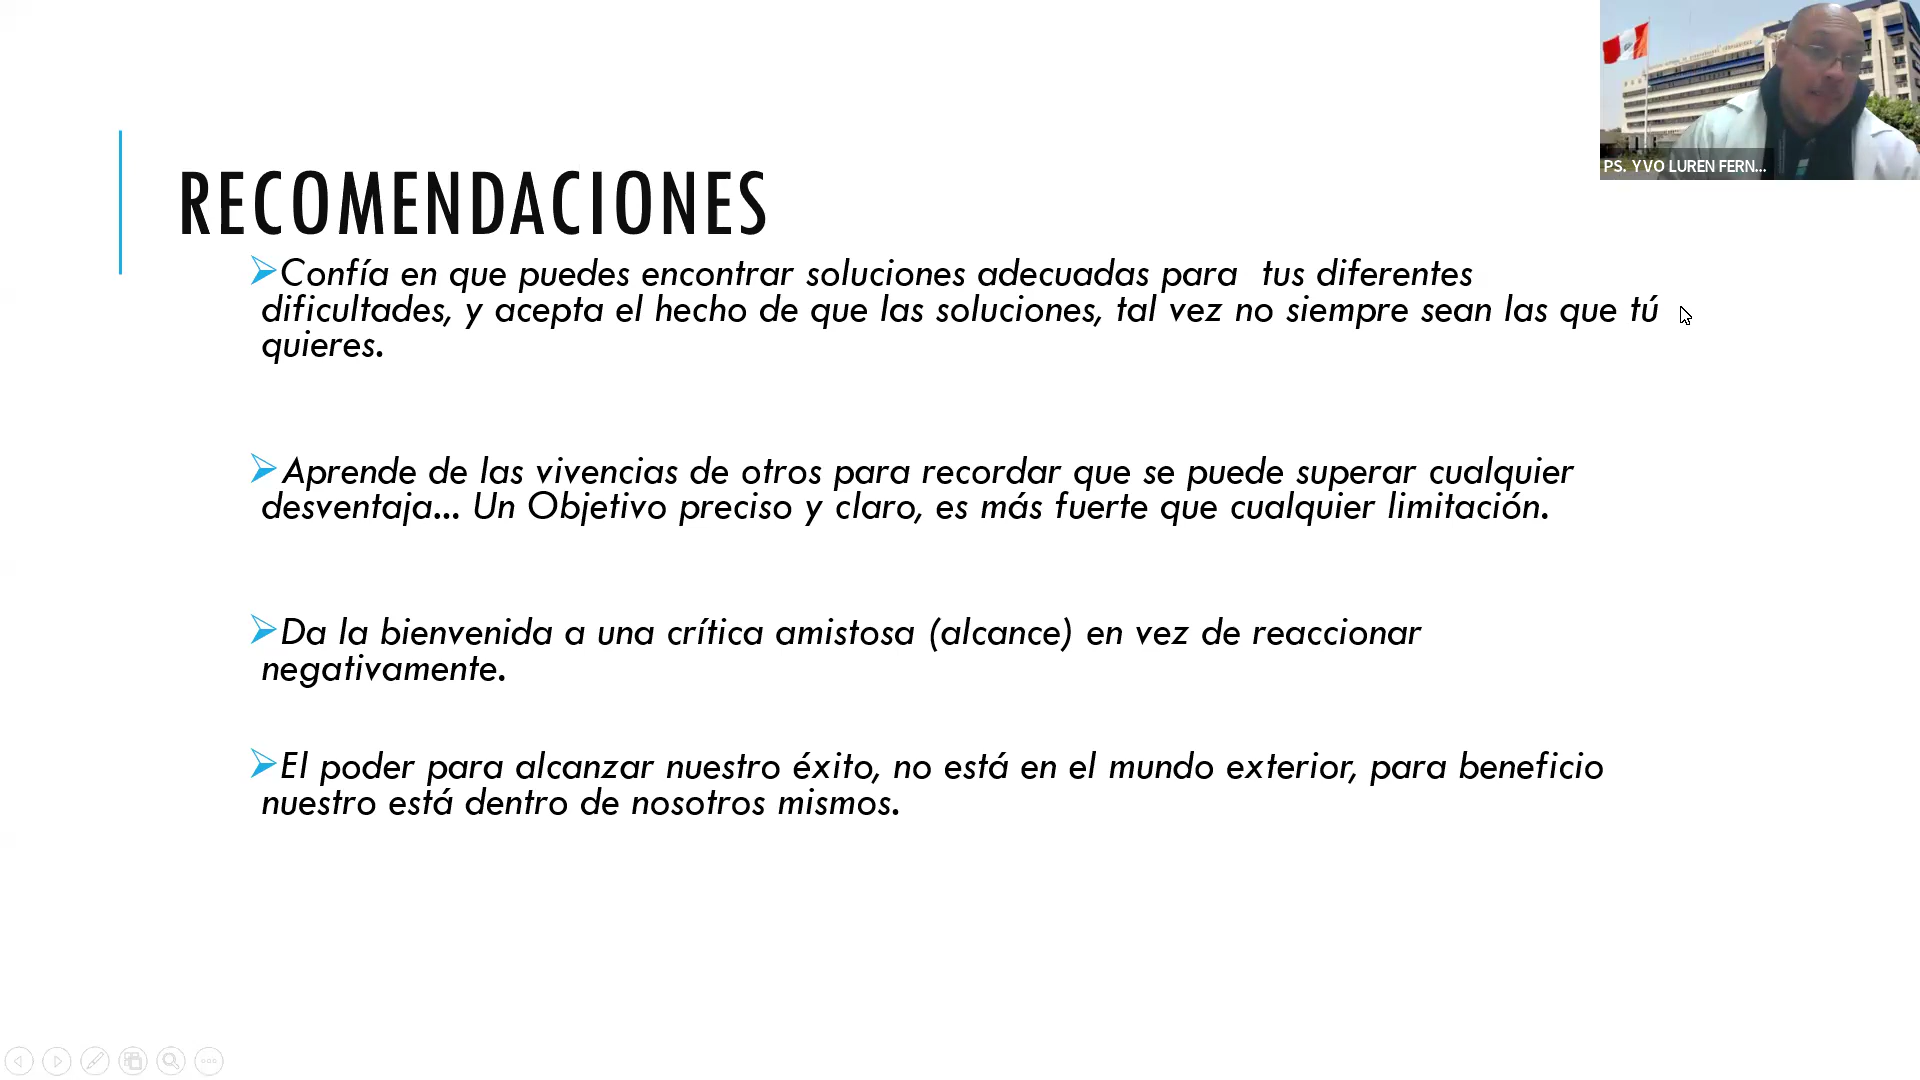 PS. YVO LUREN FERN...
RECOMENDACIONES
Confía en que puedes encontrar soluciones adecuadas para tus diferentes
dificultades, y acepta el hecho de que las soluciones, tal vez no siempre sean las que tú
quieres.
Aprende de las vivencias de otros para recordar que se puede superar cualquier
desventaja... Un Objetivo preciso y claro, es más fuerte que cualquier limitación.
Da la bienvenida a una crítica amistosa (alcance) en vez de reaccionar
negativamente.
El poder para alcanzar nuestro éxito, no está en el mundo exterior, para beneficio
nuestro está dentro de nosotros mismos.